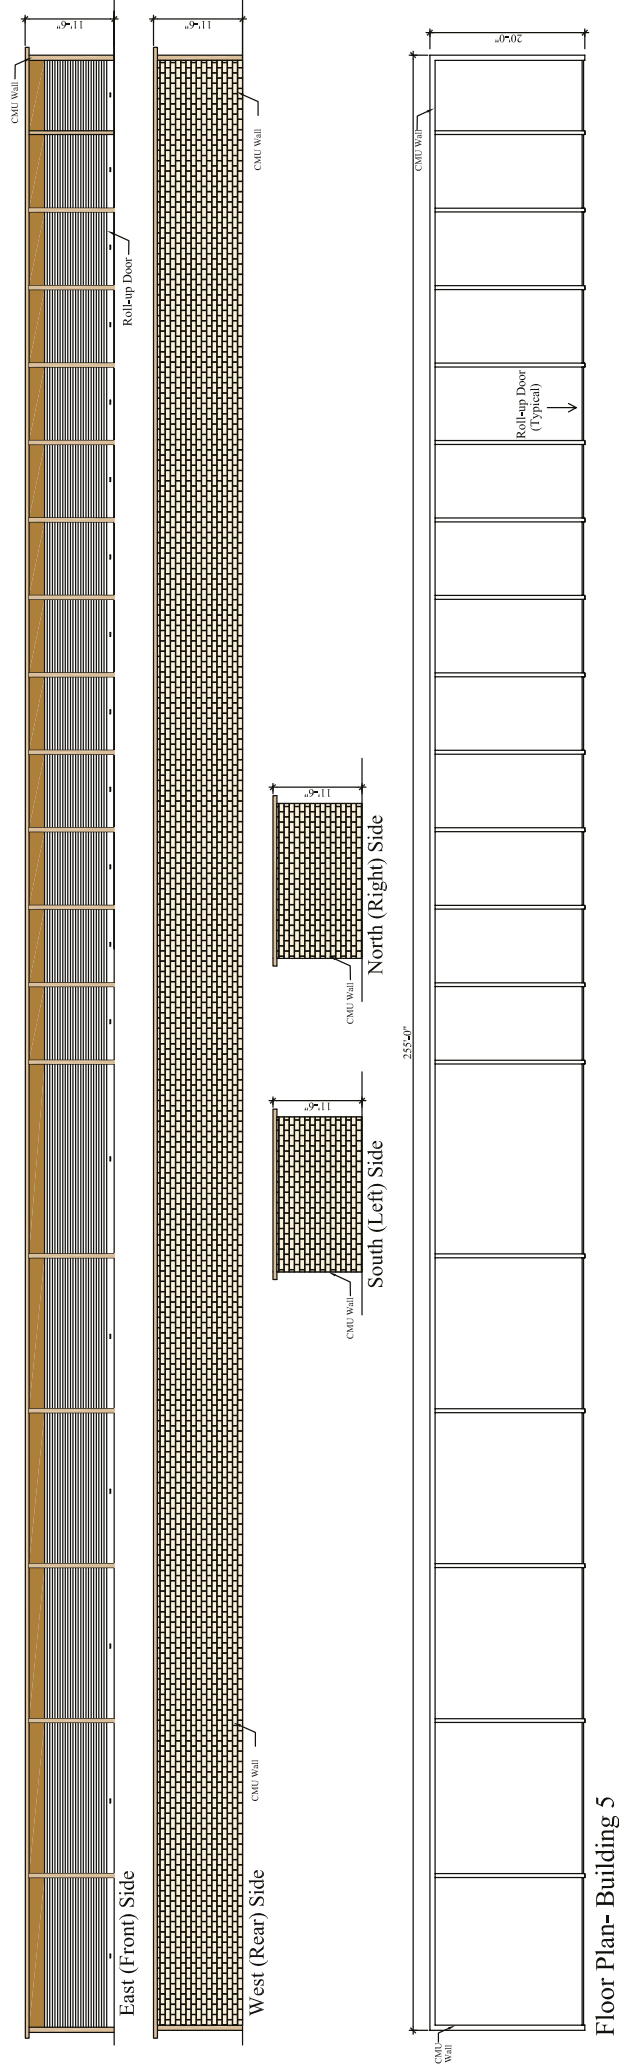 11'-6"
CMU Wall
Roll-up Door
East (Front) Side
11'-6"
CMU Wall
CMU Wall
West (Rear) Side
11'-6"
CMU Wall
South (Left) Side
11'-6"
CMU Wall
North (Right) Side
255'-0"
20'-0"
CMU Wall
CMU
Wall
Roll-up Door
(Typical)
Floor Plan- Building 5